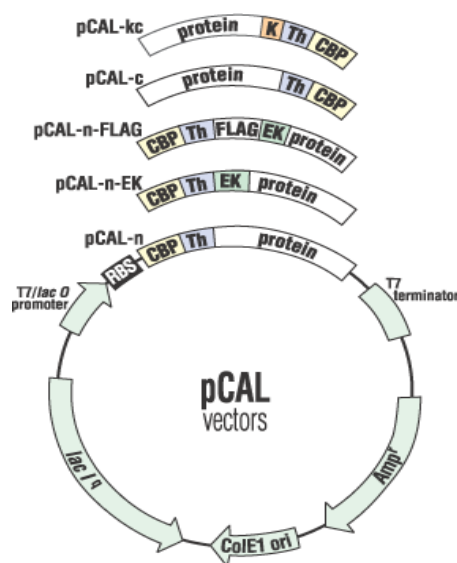 pCAL-kc protein K Th CBP
pCAL-c protein Th CBP
pCAL-n-FLAG CBP Th FLAG EK protein
pCAL-n-EK CBP Th EK protein
pCAL-n CBP Th protein
RBS
T7/lac O
promoter
T7
terminator
pCAL
vectors
lac I q
Ampr
ColE1 ori